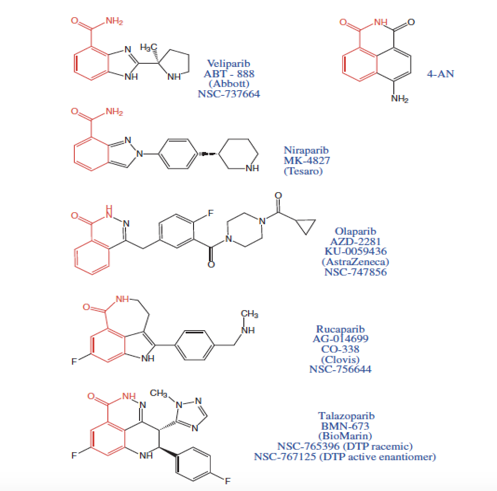 O NH2
N H3C
NH NH
Veliparib
ABT - 888
(Abbott)
NSC-737664
O NH O
NH2
4-AN
O NH2
N
N
NH
Niraparib
MK-4827
(Tesaro)
O H
N
N
F
O
N
N
O
Olaparib
AZD-2281
KU-0059436
(AstraZeneca)
NSC-747856
O NH
F
NH
CH3
NH
Rucaparib
AG-014699
CO-338
(Clovis)
NSC-756644
O NH
N
CH3
N N
N
F
NH
F
Talazoparib
BMN-673
(BioMarin)
NSC-765396 (DTP racemic)
NSC-767125 (DTP active enantiomer)